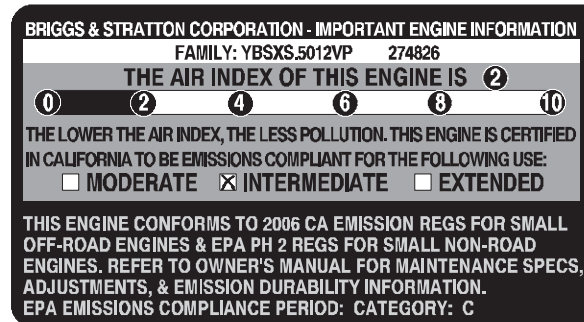 BRIGGS & STRATTON CORPORATION - IMPORTANT ENGINE INFORMATION
FAMILY: YBSXS.5012VP 274826
THE AIR INDEX OF THIS ENGINE IS 2
0 2 4 6 8 10
THE LOWER THE AIR INDEX, THE LESS POLLUTION. THIS ENGINE IS CERTIFIED
IN CALIFORNIA TO BE EMISSIONS COMPLIANT FOR THE FOLLOWING USE:
☐ MODERATE ☒ INTERMEDIATE ☐ EXTENDED
THIS ENGINE CONFORMS TO 2006 CA EMISSION REGS FOR SMALL
OFF-ROAD ENGINES & EPA PH 2 REGS FOR SMALL NON-ROAD
ENGINES. REFER TO OWNER'S MANUAL FOR MAINTENANCE SPECS,
ADJUSTMENTS, & EMISSION DURABILITY INFORMATION.
EPA EMISSIONS COMPLIANCE PERIOD: CATEGORY: C